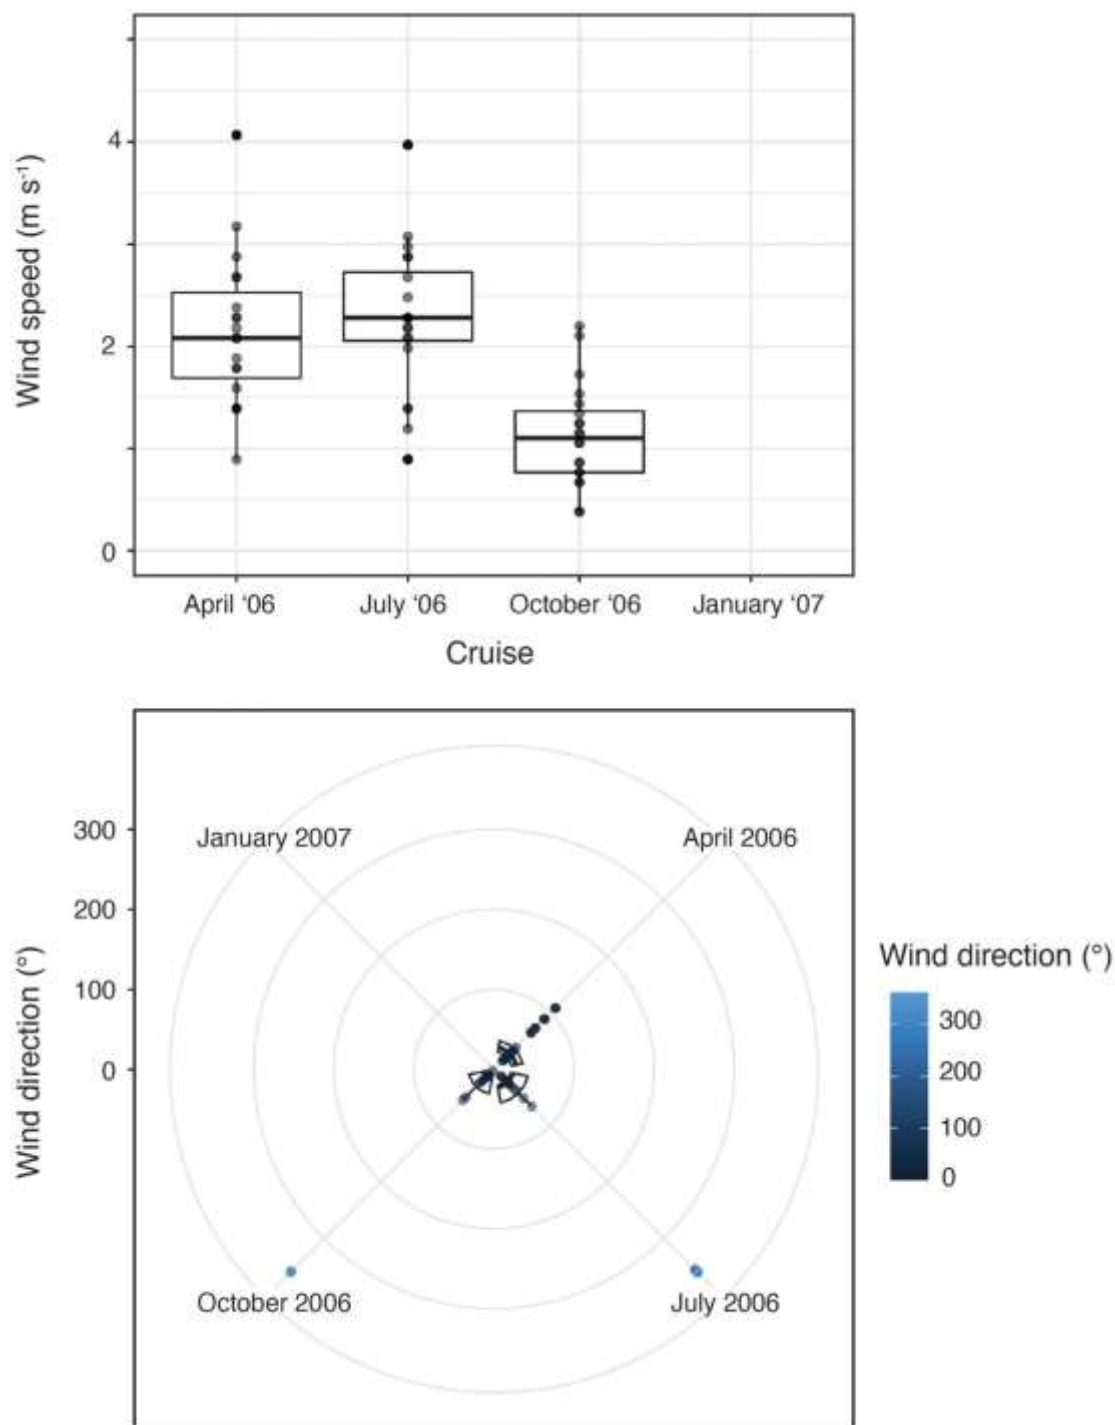 4
2
0
Wind speed (m s⁻¹)
April ‘06 July ‘06 October ‘06 January ‘07
Cruise
300
200
100
0
Wind direction (°)
January 2007 April 2006
October 2006 July 2006
Wind direction (°)
300
200
100
0